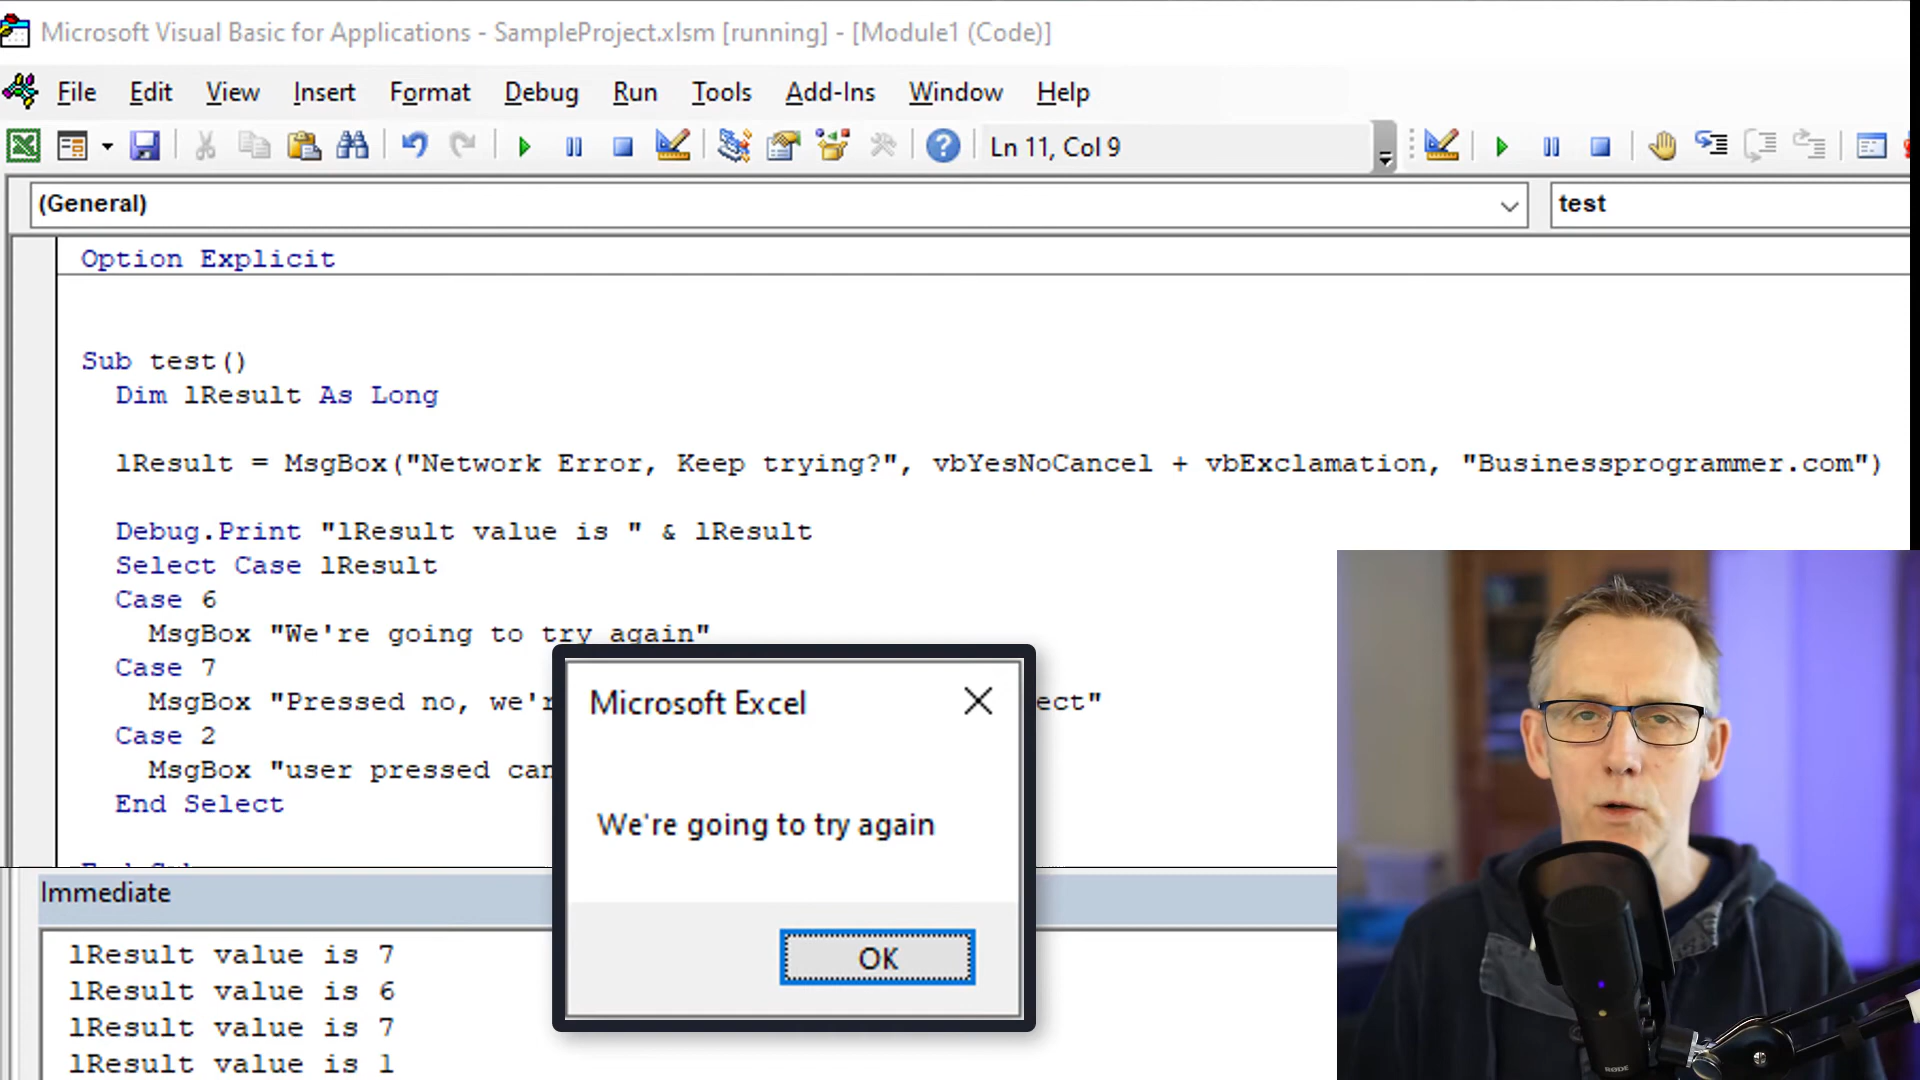 Microsoft Visual Basic for Applications - SampleProject.xlsm [running] - [Module1 (Code)]
File Edit View Insert Format Debug Run Tools Add-Ins Window Help
Ln 11, Col 9
(General)
test
Option Explicit
Sub test()
Dim lResult As Long
lResult = MsgBox("Network Error, Keep trying?", vbYesNoCancel + vbExclamation, "Businessprogrammer.com")
Debug.Print "lResult value is " & lResult
Select Case lResult
Case 6
MsgBox "We're going to try again"
Case 7
MsgBox "Pressed no, we'r
ect"
Case 2
MsgBox "user pressed can
End Select
End Sub
Microsoft Excel
We're going to try again
OK
Immediate
lResult value is 7
lResult value is 6
lResult value is 7
lResult value is 1
RØDE